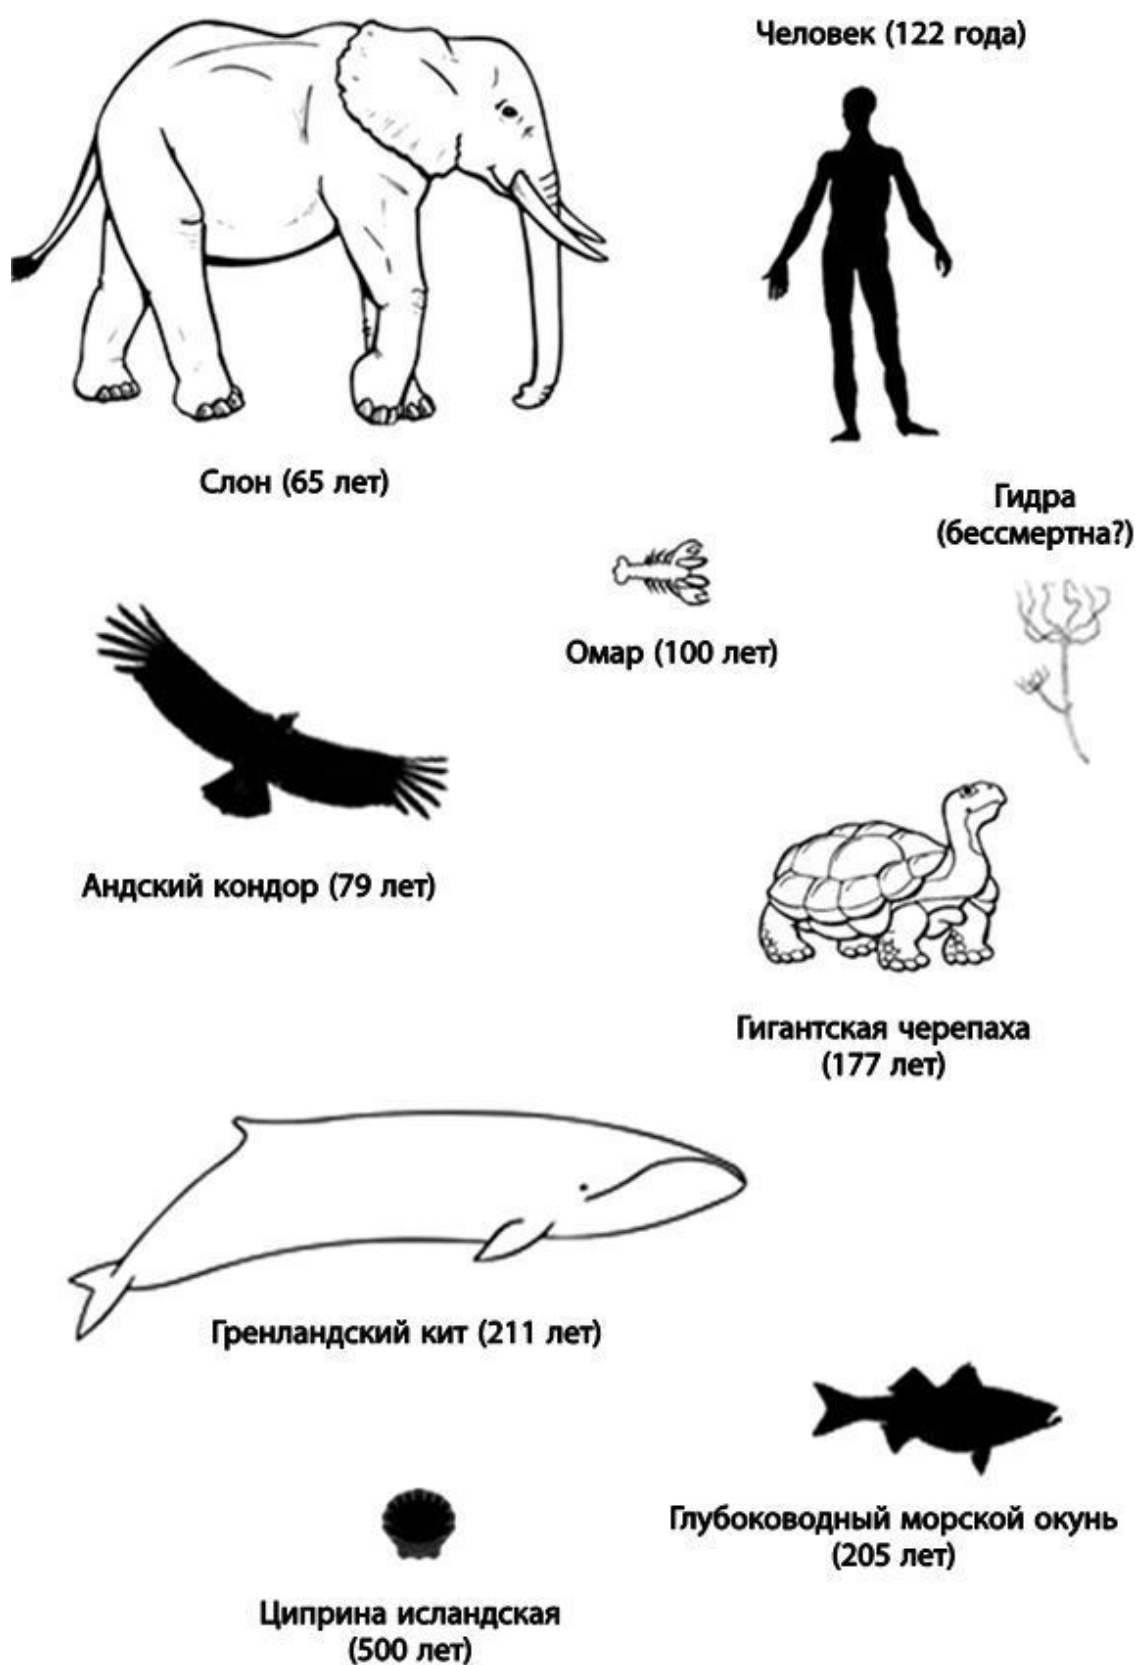 Человек (122 года)
Слон (65 лет)
Гидра
(бессмертна?)
Омар (100 лет)
Андский кондор (79 лет)
Гигантская черепаха
(177 лет)
Гренландский кит (211 лет)
Глубоководный морской окунь
(205 лет)
Циприна исландская
(500 лет)